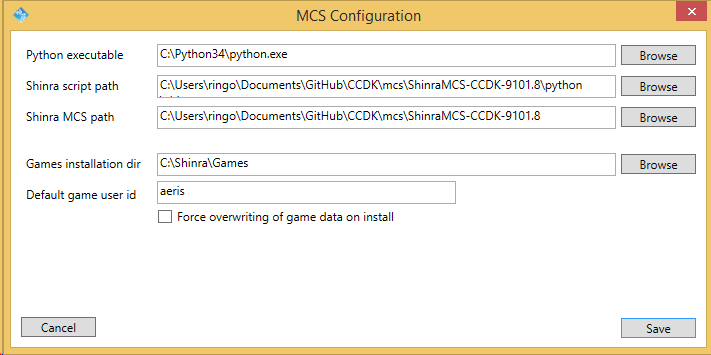 MCS Configuration
Python executable
C:\Python34\python.exe
Browse
Shinra script path
C:\Users\ringo\Documents\GitHub\CCDK\mcs\ShinraMCS-CCDK-9101.8\python
Browse
Shinra MCS path
C:\Users\ringo\Documents\GitHub\CCDK\mcs\ShinraMCS-CCDK-9101.8
Browse
Games installation dir
C:\Shinra\Games
Browse
Default game user id
aeris
Force overwriting of game data on install
Cancel
Save